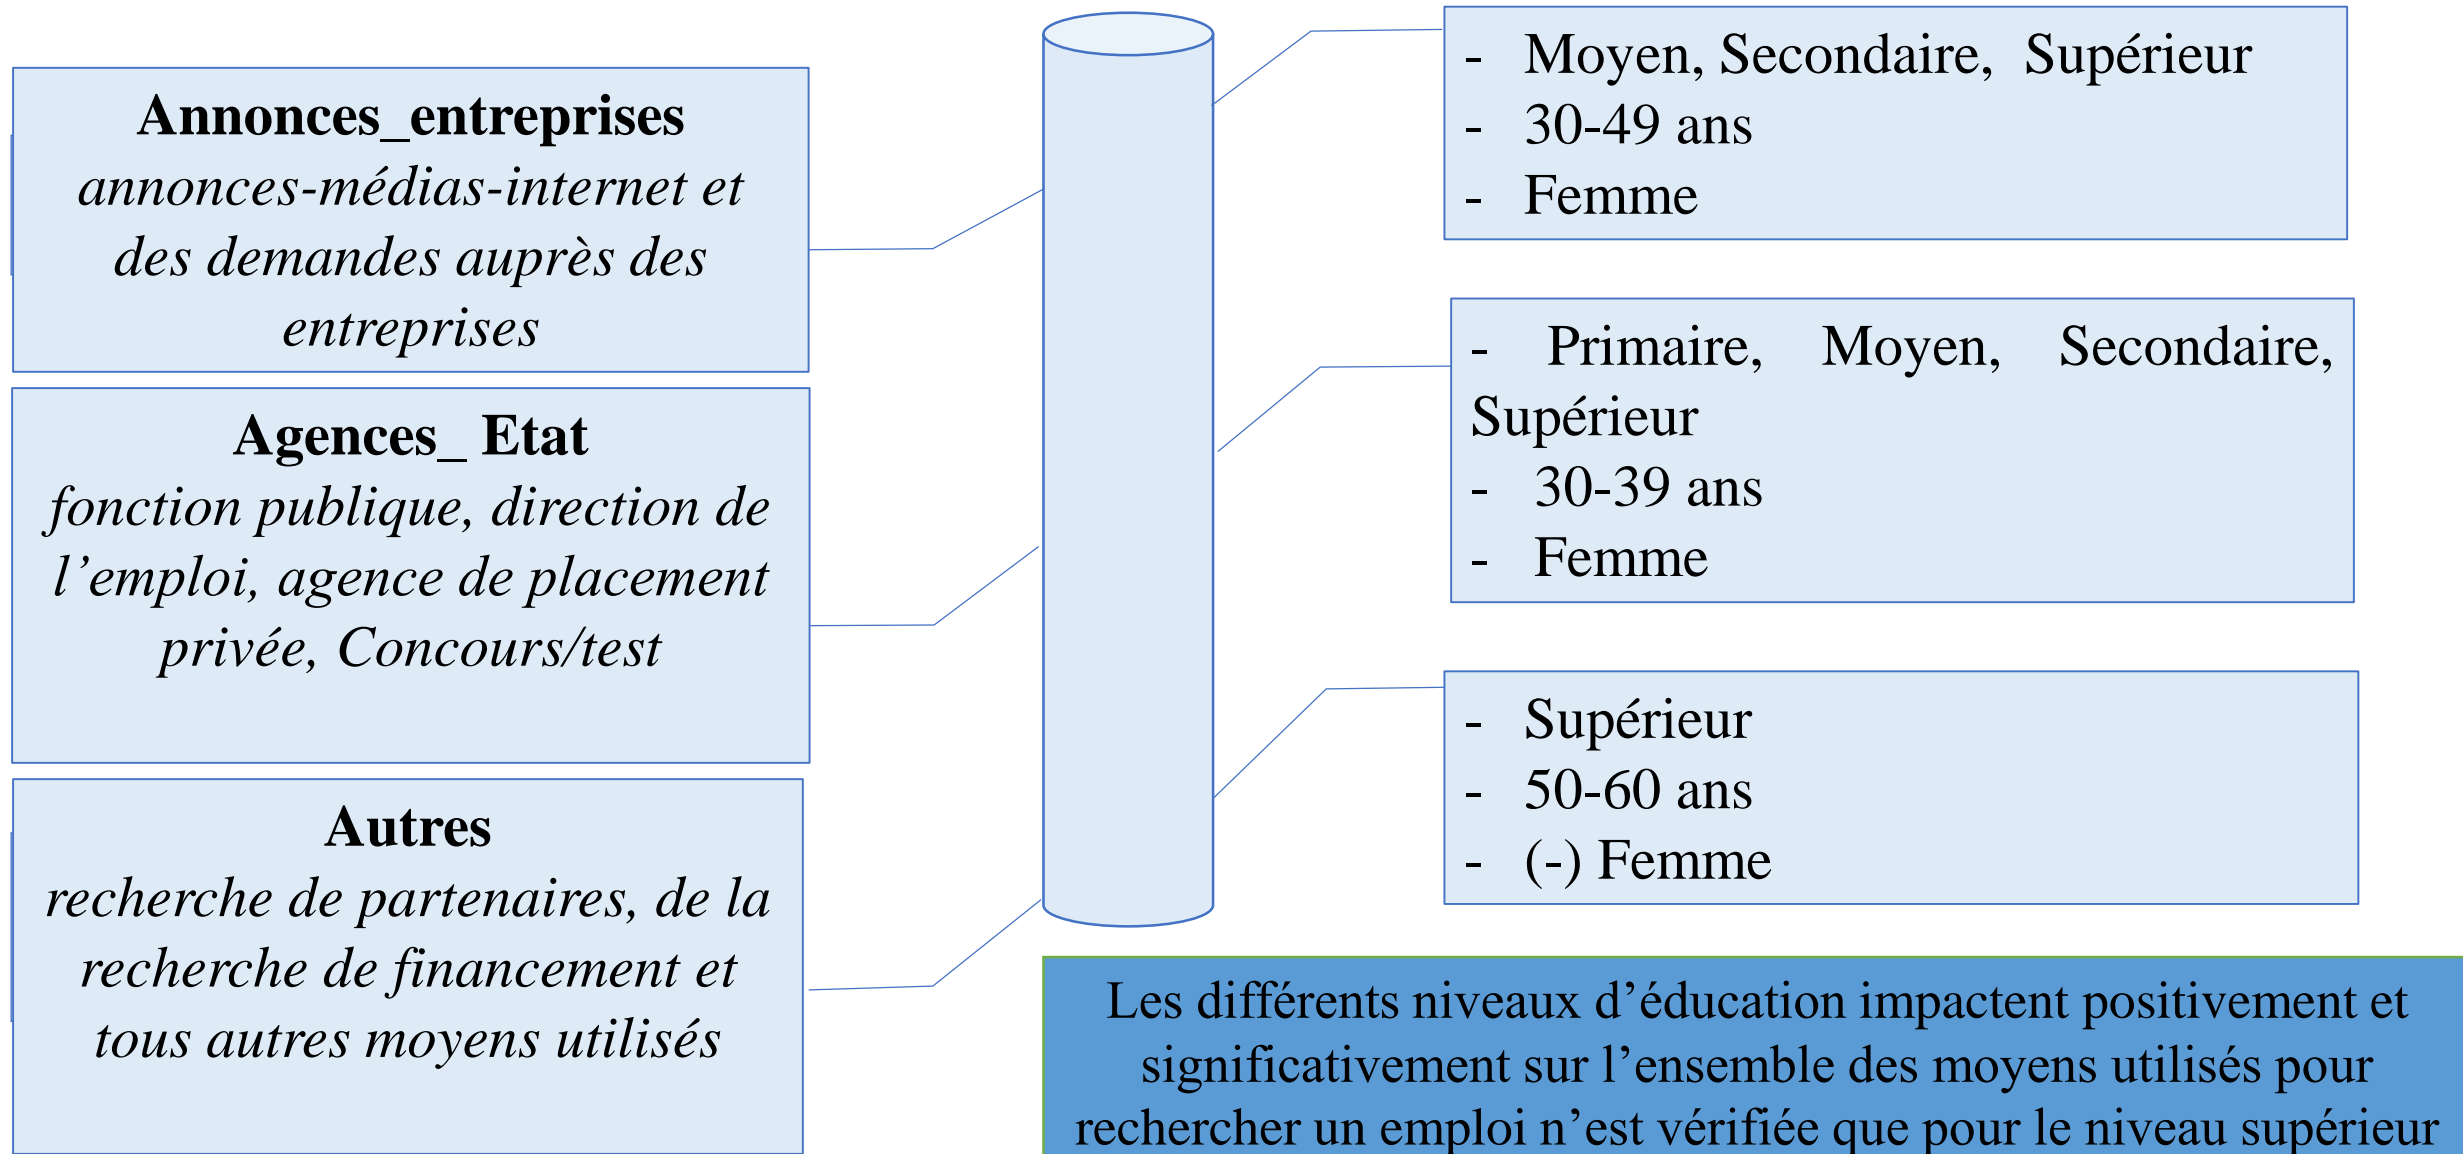 Annonces_entreprises
annonces-médias-internet et
des demandes auprès des
entreprises
Agences_ Etat
fonction publique, direction de
l’emploi, agence de placement
privée, Concours/test
Autres
recherche de partenaires, de la
recherche de financement et
tous autres moyens utilisés
- Moyen, Secondaire, Supérieur
- 30-49 ans
- Femme
- Primaire, Moyen, Secondaire,
Supérieur
- 30-39 ans
- Femme
- Supérieur
- 50-60 ans
- (-) Femme
Les différents niveaux d’éducation impactent positivement et
significativement sur l’ensemble des moyens utilisés pour
rechercher un emploi n’est vérifiée que pour le niveau supérieur